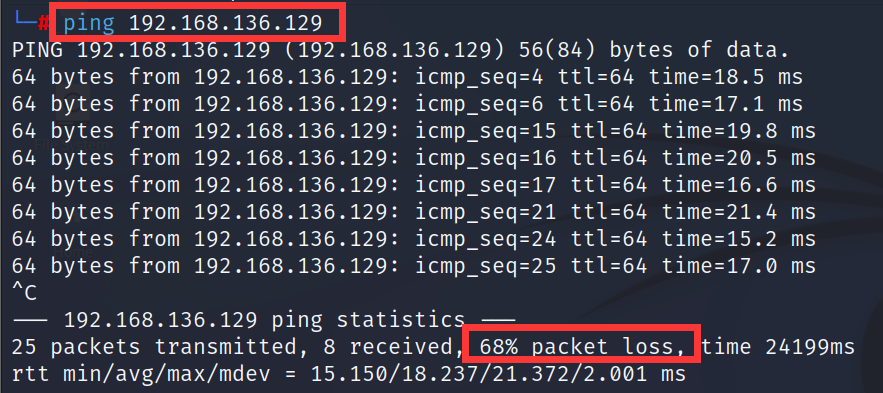 └─# ping 192.168.136.129
PING 192.168.136.129 (192.168.136.129) 56(84) bytes of data.
64 bytes from 192.168.136.129: icmp_seq=4 ttl=64 time=18.5 ms
64 bytes from 192.168.136.129: icmp_seq=6 ttl=64 time=17.1 ms
64 bytes from 192.168.136.129: icmp_seq=15 ttl=64 time=19.8 ms
64 bytes from 192.168.136.129: icmp_seq=16 ttl=64 time=20.5 ms
64 bytes from 192.168.136.129: icmp_seq=17 ttl=64 time=16.6 ms
64 bytes from 192.168.136.129: icmp_seq=21 ttl=64 time=21.4 ms
64 bytes from 192.168.136.129: icmp_seq=24 ttl=64 time=15.2 ms
64 bytes from 192.168.136.129: icmp_seq=25 ttl=64 time=17.0 ms
^C
--- 192.168.136.129 ping statistics ---
25 packets transmitted, 8 received, 68% packet loss, time 24199ms
rtt min/avg/max/mdev = 15.150/18.237/21.372/2.001 ms